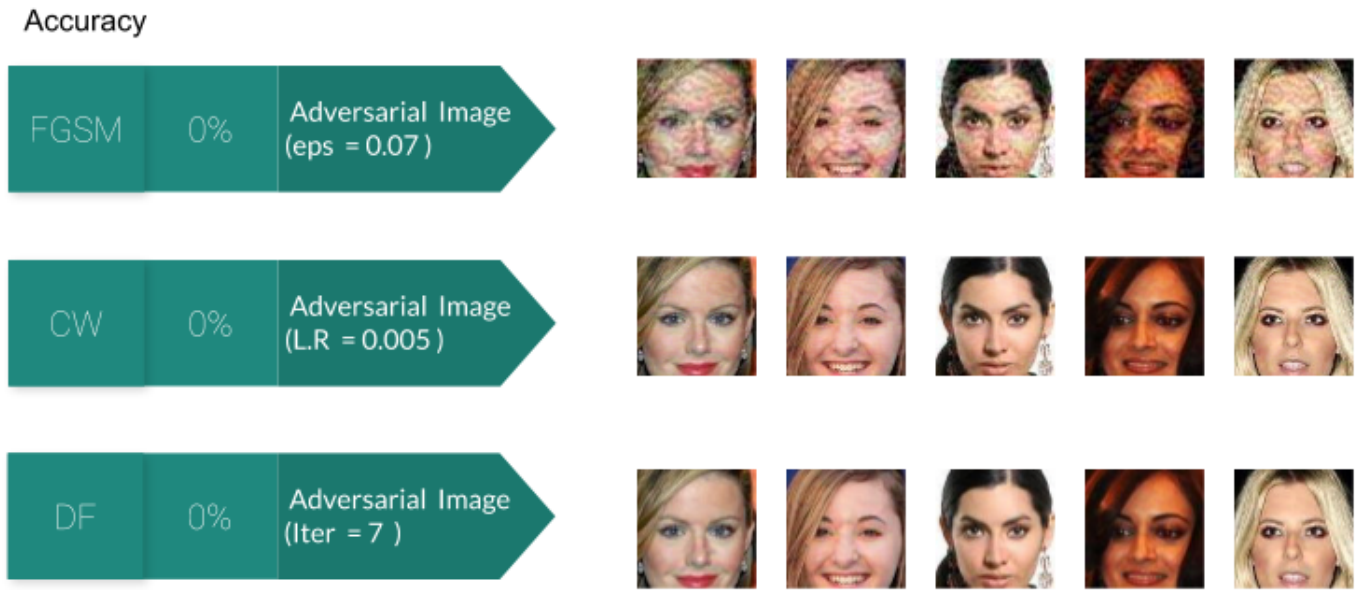 Accuracy
FGSM
0%
Adversarial Image
(eps = 0.07 )
CW
0%
Adversarial Image
(L.R = 0.005 )
DF
0%
Adversarial Image
(Iter = 7 )